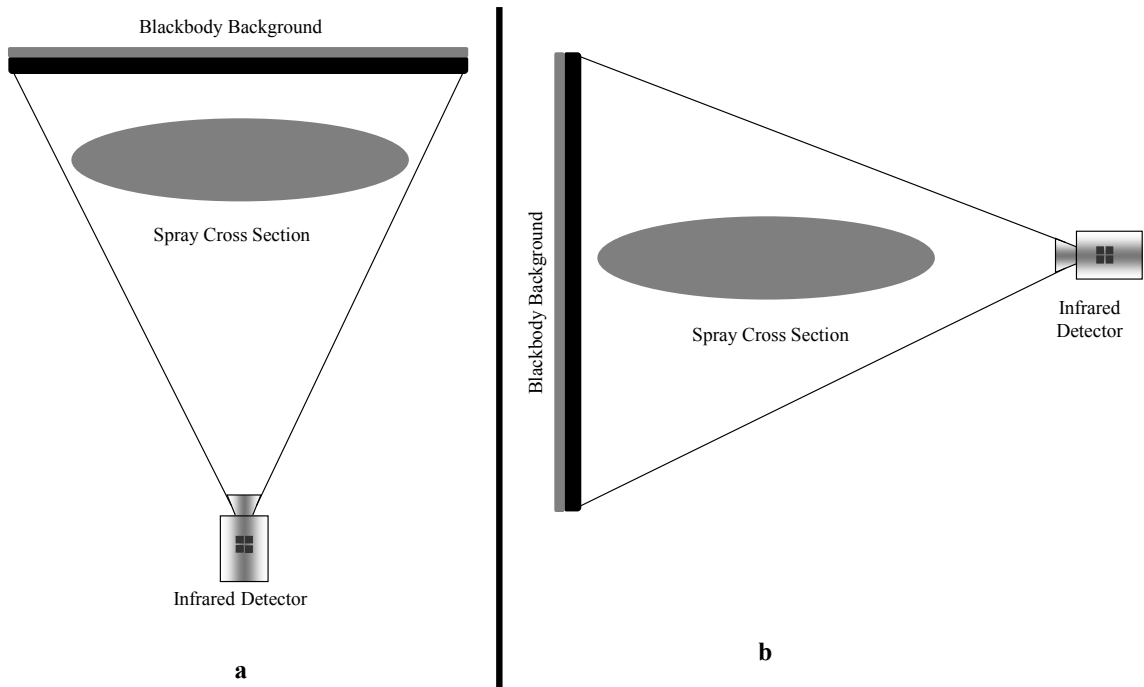 Blackbody Background
Spray Cross Section
Infrared Detector
a
Blackbody Background
Spray Cross Section
Infrared
Detector
b